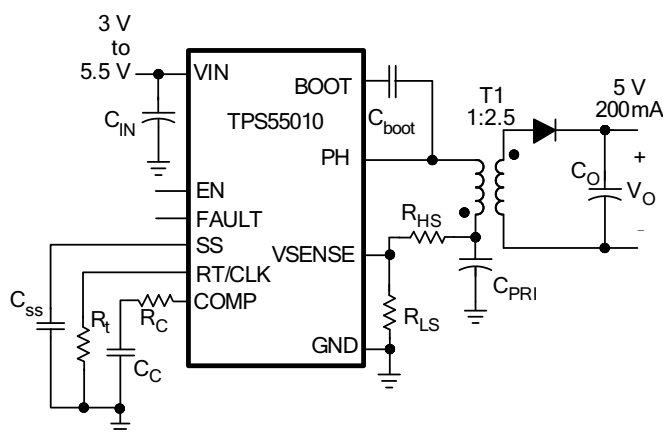 3 V
to
5.5 V
VIN
BOOT
TPS55010
C_IN
C_boot
T1
1:2.5
5 V
200mA
PH
+
C_O
V_O
-
EN
FAULT
SS
R_HS
VSENSE
RT/CLK
C_PRI
COMP
C_ss
R_t
R_C
R_LS
C_C
GND